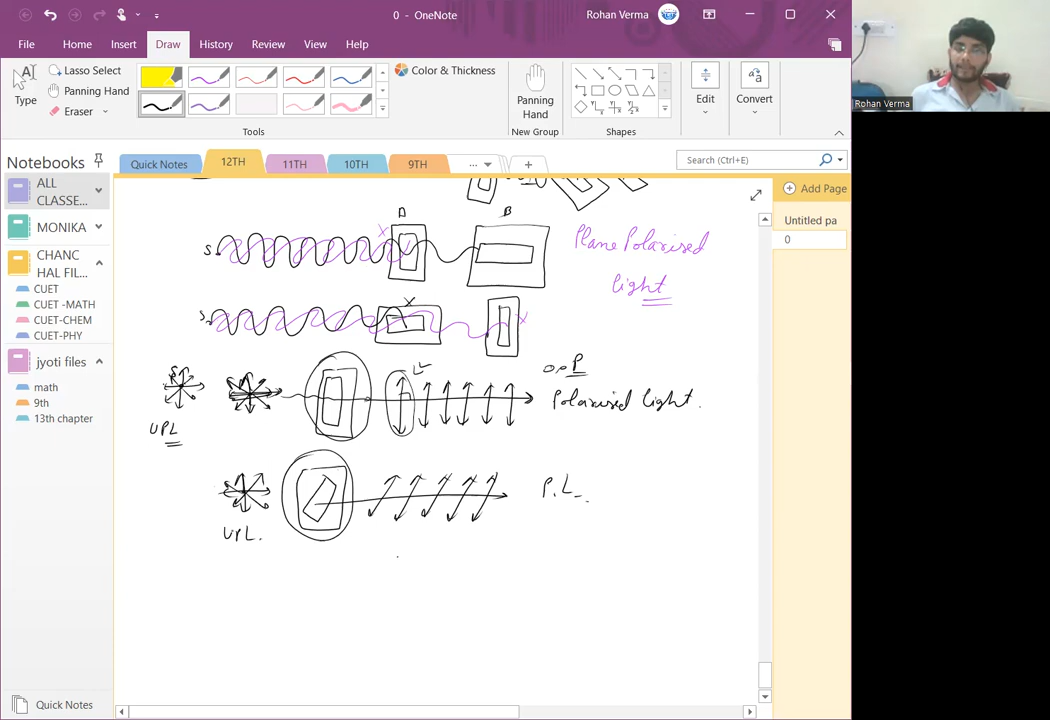 0 - OneNote
Rohan Verma
File Home Insert Draw History Review View Help
Type
Lasso Select
Panning Hand
Eraser
Color & Thickness
Panning
Hand
Edit
Convert
Tools
New Group
Shapes
Rohan Verma
Notebooks
Quick Notes
12TH
11TH
10TH
9TH
...
+
Search (Ctrl+E)
Add Page
Untitled pa
0
ALL
CLASSE...
MONIKA
CHANC
HAL FI...
CUET
CUET -MATH
CUET-CHEM
CUET-PHY
jyoti files
math
9th
13th chapter
Quick Notes
B
S
X
Plane Polarised
light
S
X
X
UPL
P
Polarised light.
UPL.
P.L